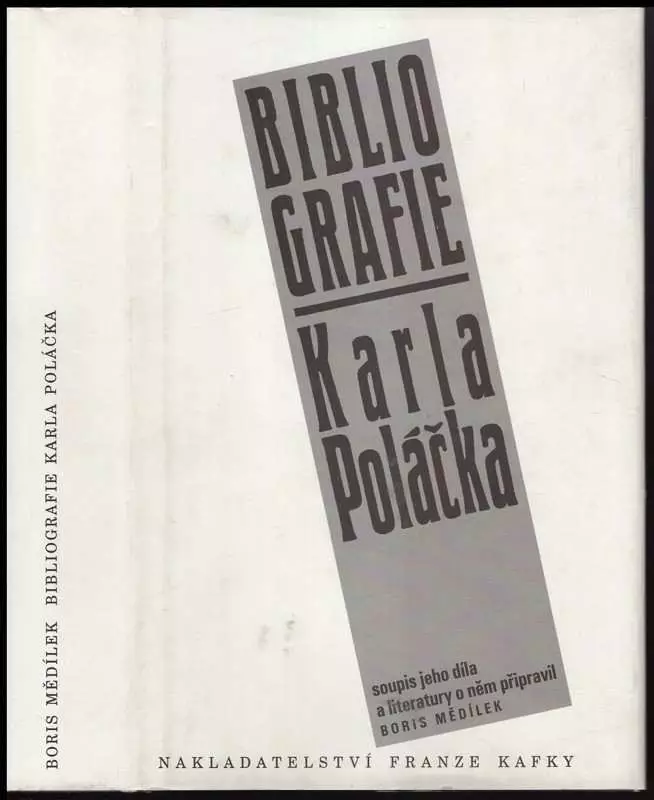 BORIS MĚDÍLEK BIBLIOGRAFIE KARLA POLÁČKA
BIBLIO
GRAFIE
Karla
Poláčka
soupis jeho díla
a literatury o něm připravil
BORIS MĚDÍLEK
NAKLADATELSTVÍ FRANZE KAFKY